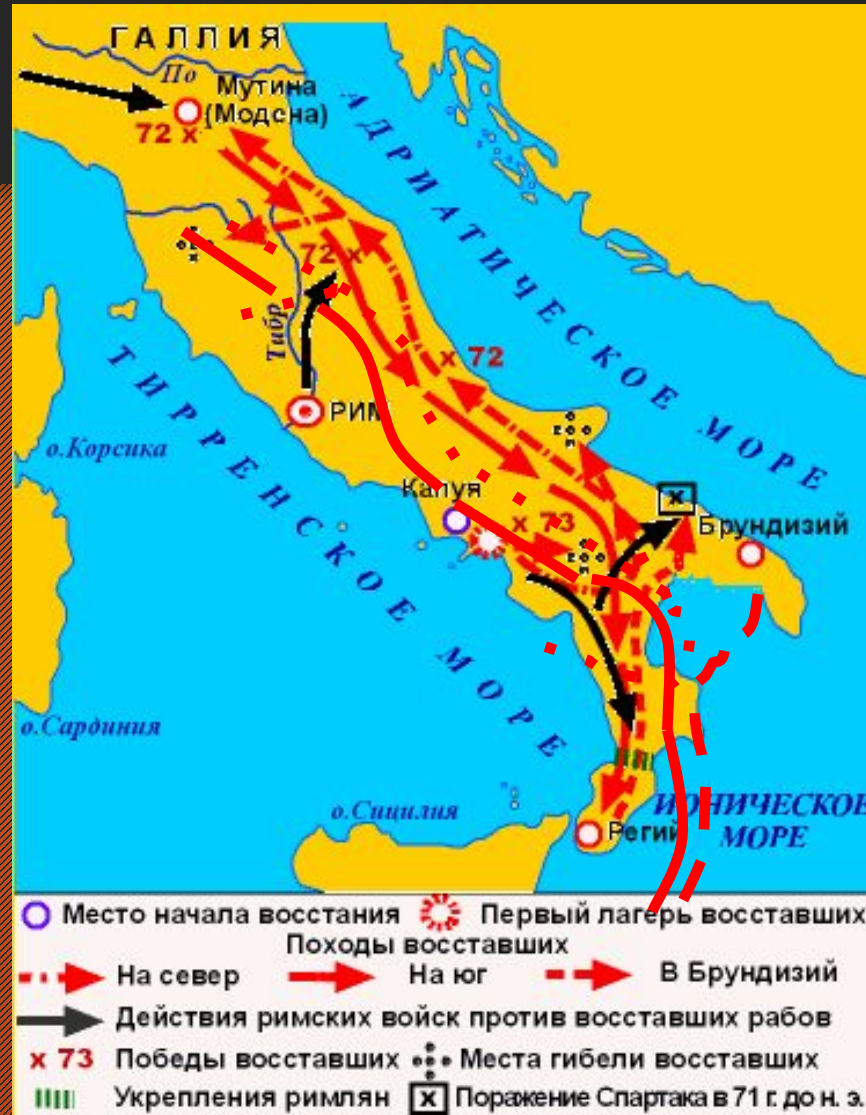 ГАЛЛИЯ
По
Мутина
(Модена)
72 х
АДРИАТИЧЕСКОЕ МОРЕ
72 х
Тибр
х 72
РИМ
ТИРРЕНСКОЕ МОРЕ
о.Корсика
Капуя
х 73
х
Брундизий
о.Сардиния
о.Сицилия
ИОНИЧЕСКОЕ
МОРЕ
Регий
Место начала восстания Первый лагерь восставших
Походы восставших
На север На юг В Брундизий
Действия римских войск против восставших рабов
х 73 Победы восставших Места гибели восставших
Укрепления римлян х Поражение Спартака в 71 г. до н. э.